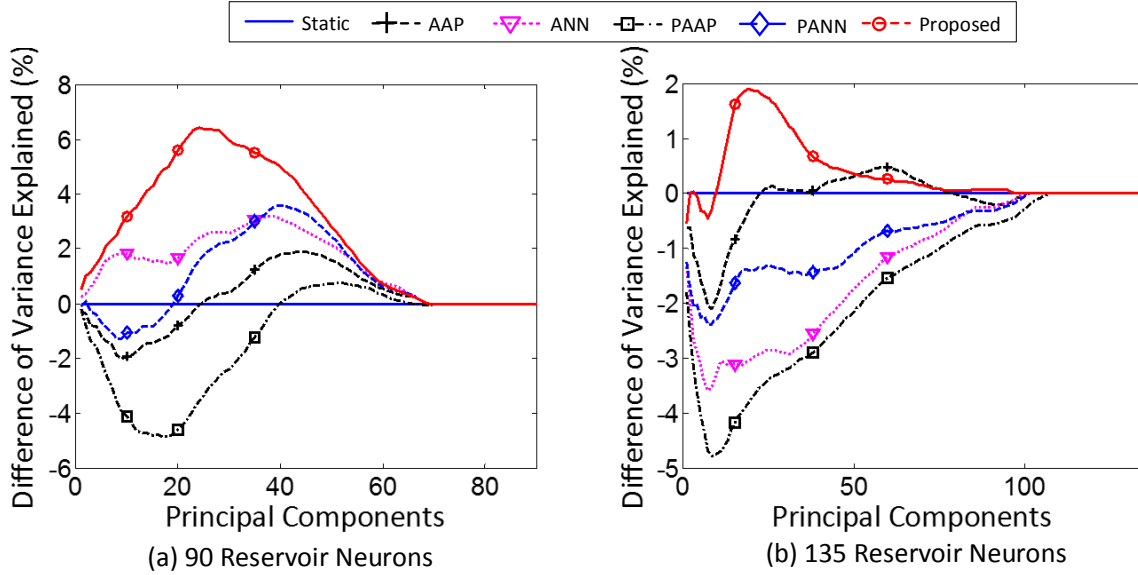 Static AAP ANN PAAP PANN Proposed
Difference of Variance Explained (%)
8
6
4
2
0
-2
-4
-6
0 20 40 60 80
Principal Components
(a) 90 Reservoir Neurons
Difference of Variance Explained (%)
2
1
0
-1
-2
-3
-4
-5
0 50 100
Principal Components
(b) 135 Reservoir Neurons